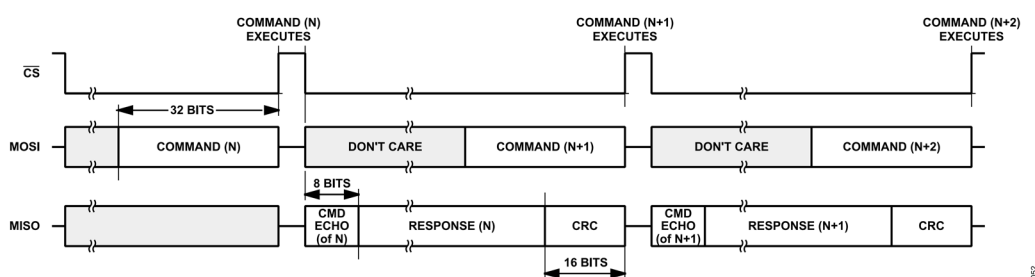 COMMAND (N)
EXECUTES
COMMAND (N+1)
EXECUTES
COMMAND (N+2)
EXECUTES
CS
32 BITS
MOSI
COMMAND (N)
DON'T CARE
COMMAND (N+1)
DON'T CARE
COMMAND (N+2)
8 BITS
MISO
CMD
ECHO
(of N)
RESPONSE (N)
CRC
CMD
ECHO
(of N+1)
RESPONSE (N+1)
CRC
16 BITS